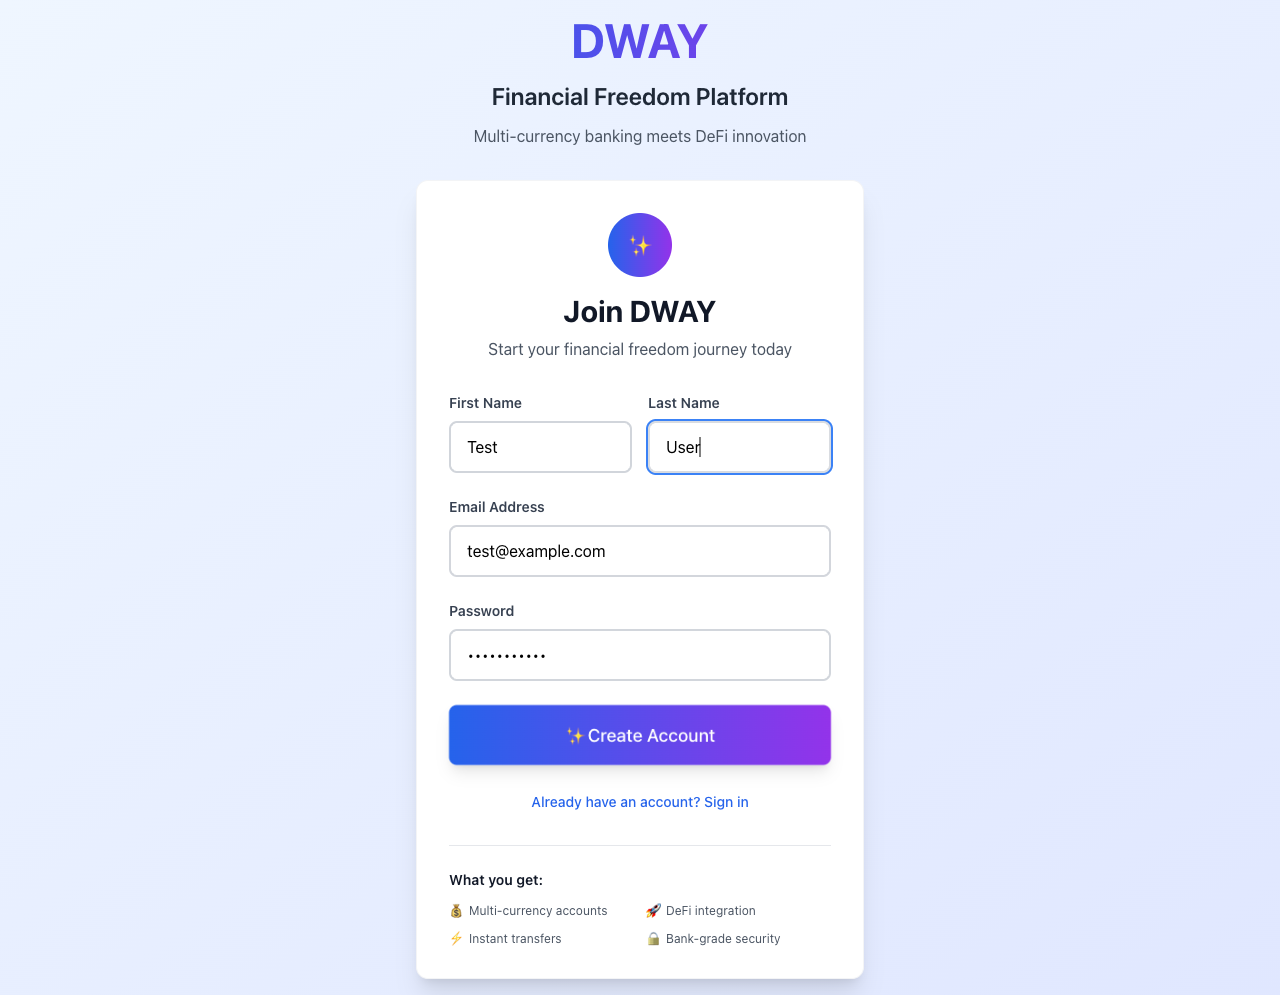 DWAY
Financial Freedom Platform
Multi-currency banking meets DeFi innovation
Join DWAY
Start your financial freedom journey today
First Name
Last Name
Test
User
Email Address
test@example.com
Password
•••••••••••
✨ Create Account
Already have an account? Sign in
What you get:
💰 Multi-currency accounts
🚀 DeFi integration
⚡ Instant transfers
🔒 Bank-grade security